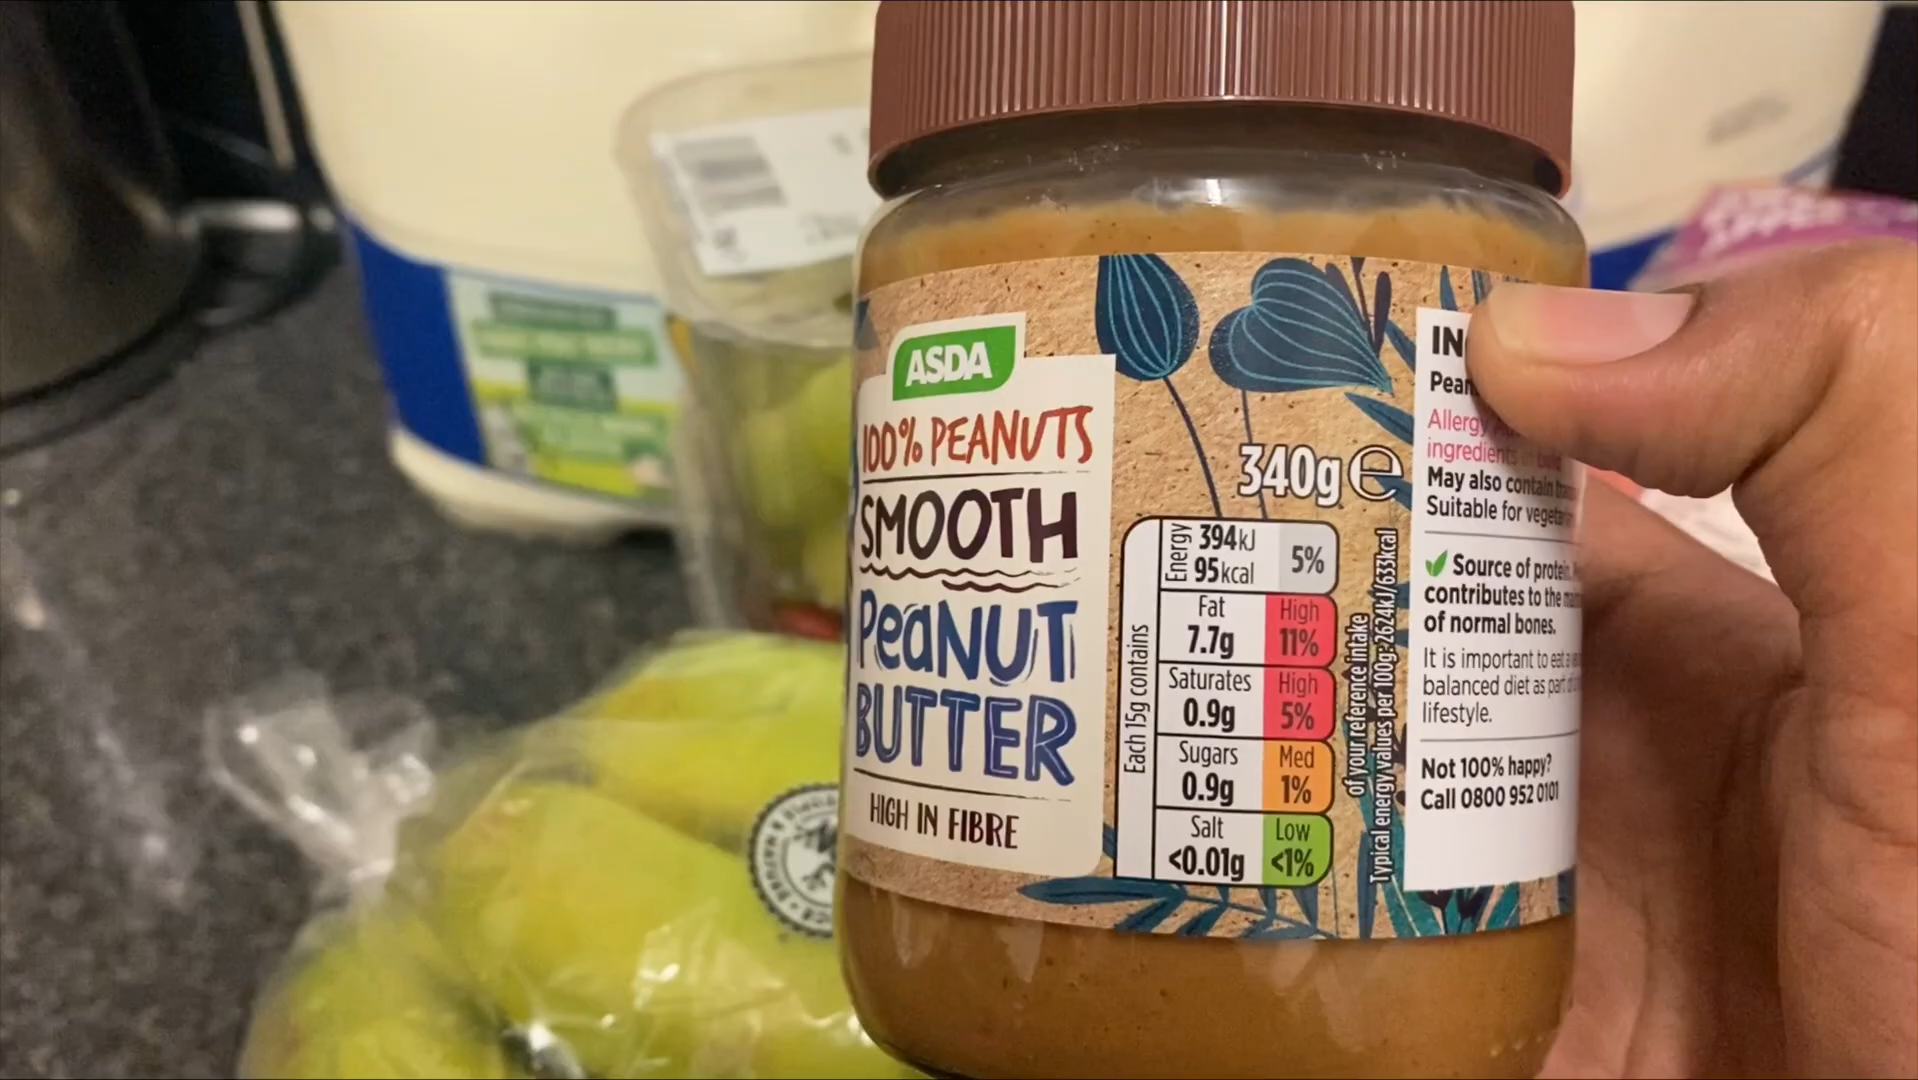 ASDA
100% PEANUTS
SMOOTH
PEANUT
BUTTER
HIGH IN FIBRE
340g e
Each 15g contains
Energy 394kJ
95kcal 5%
Fat High
7.7g 11%
Saturates High
0.9g 5%
Sugars Med
0.9g 1%
Salt Low
<0.01g <1%
of your reference intake
Typical energy values per 100g: 2624kJ/633kcal
Allergy
ingredients in bold
May also contain
Suitable for
Source of protein.
contributes to the
of normal bones.
It is important to eat a
balanced diet as part
lifestyle.
Not 100% happy?
Call 0800 952 0101